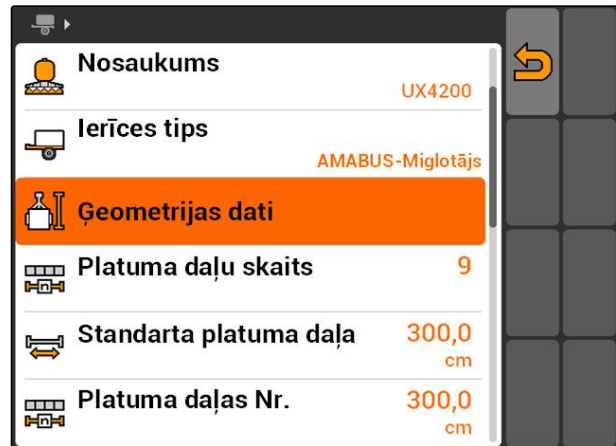 Nosaukums
UX4200
Ierīces tips
AMABUS-Miglotājs
Ģeometrijas dati
Platuma daļu skaits 9
Standarta platuma daļa 300,0
cm
Platuma daļas Nr. 300,0
cm